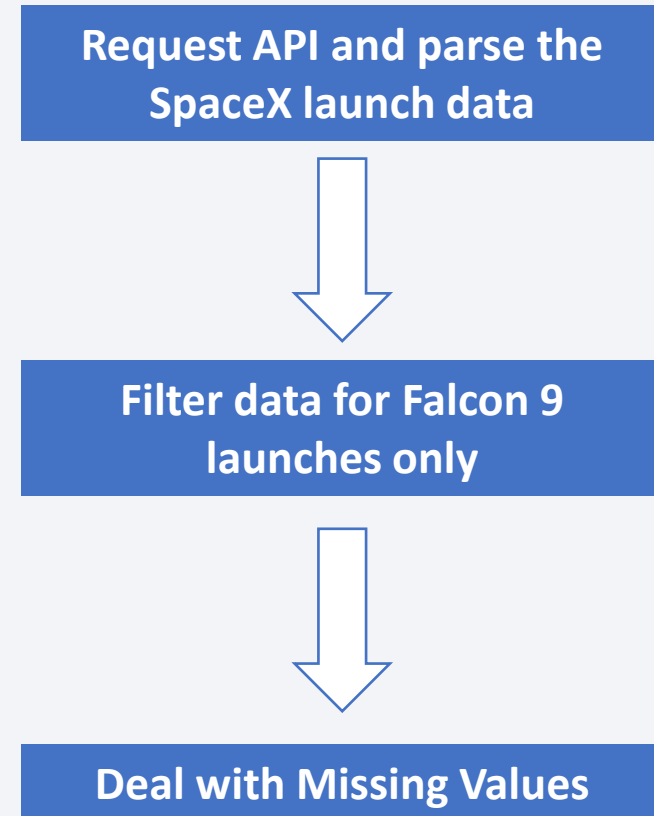 Request API and parse the
SpaceX launch data
Filter data for Falcon 9
launches only
Deal with Missing Values